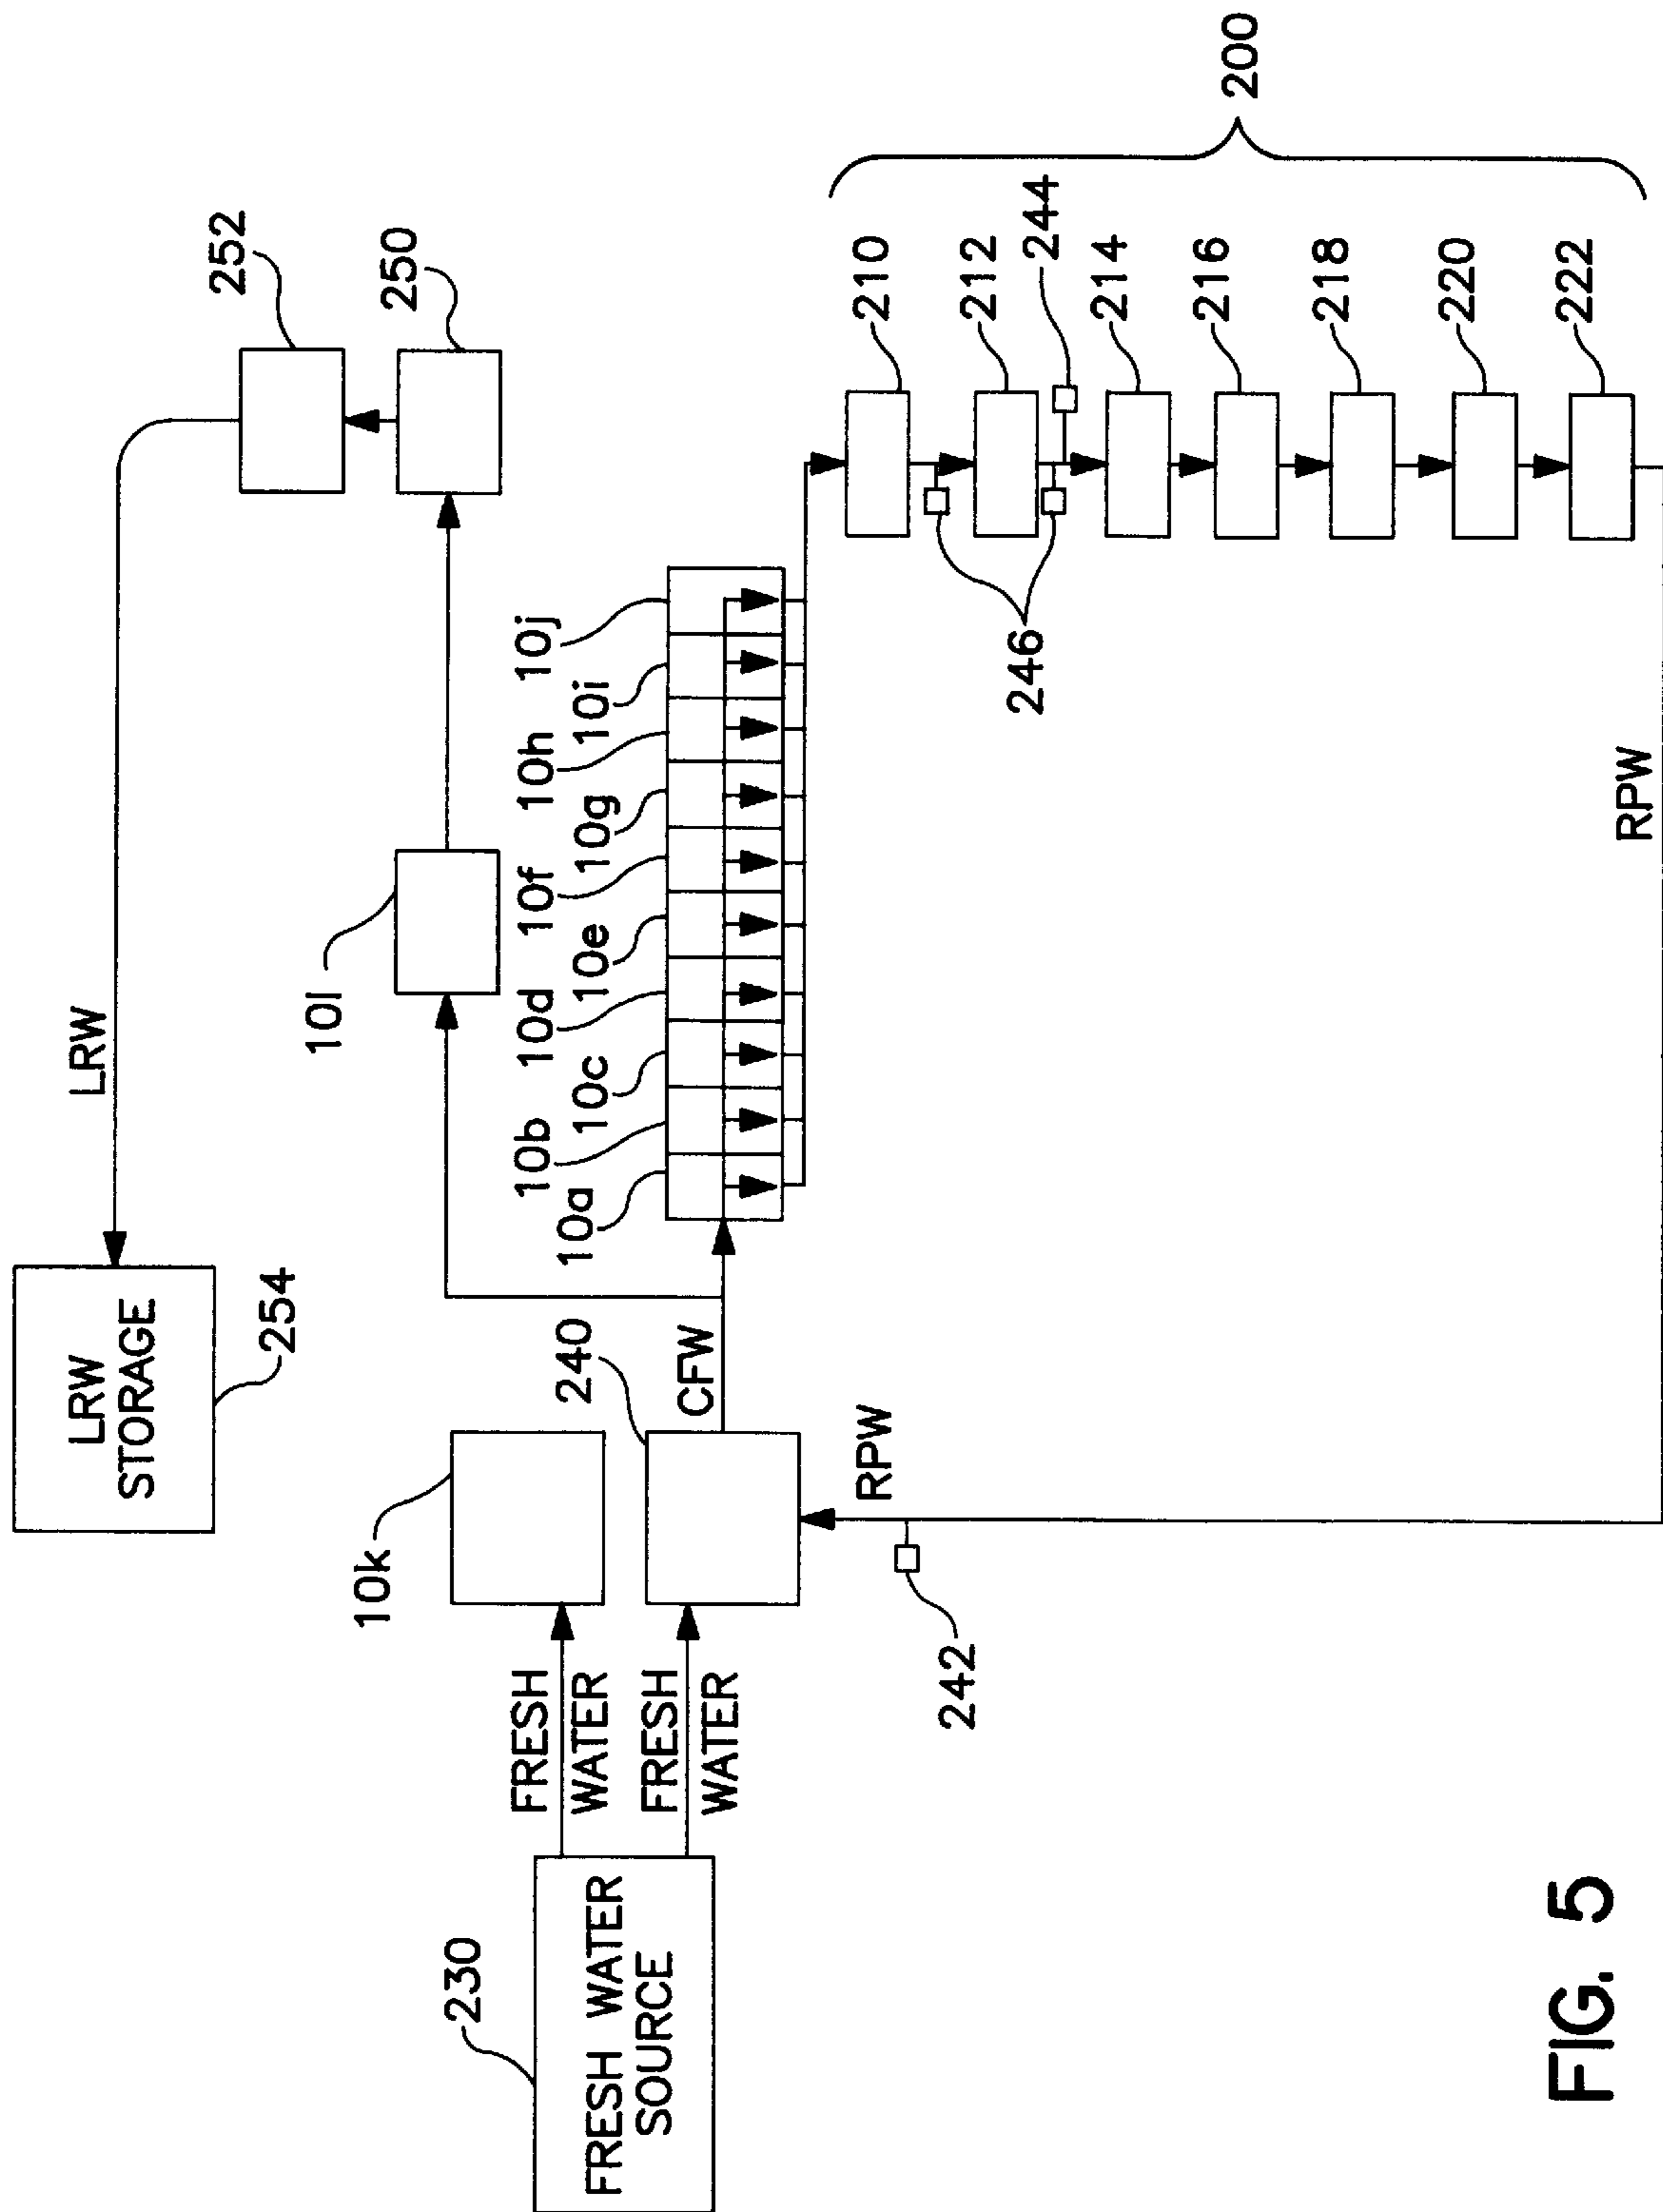 LRW
STORAGE
254
LRW
252
250
10l
10k
240
CFW
FRESH
WATER
FRESH
WATER
230
FRESH WATER
SOURCE
10a
10b
10c
10d
10e
10f
10g
10h
10i
10j
210
212
244
246
214
216
218
220
222
200
RPW
242
RPW
FIG. 5